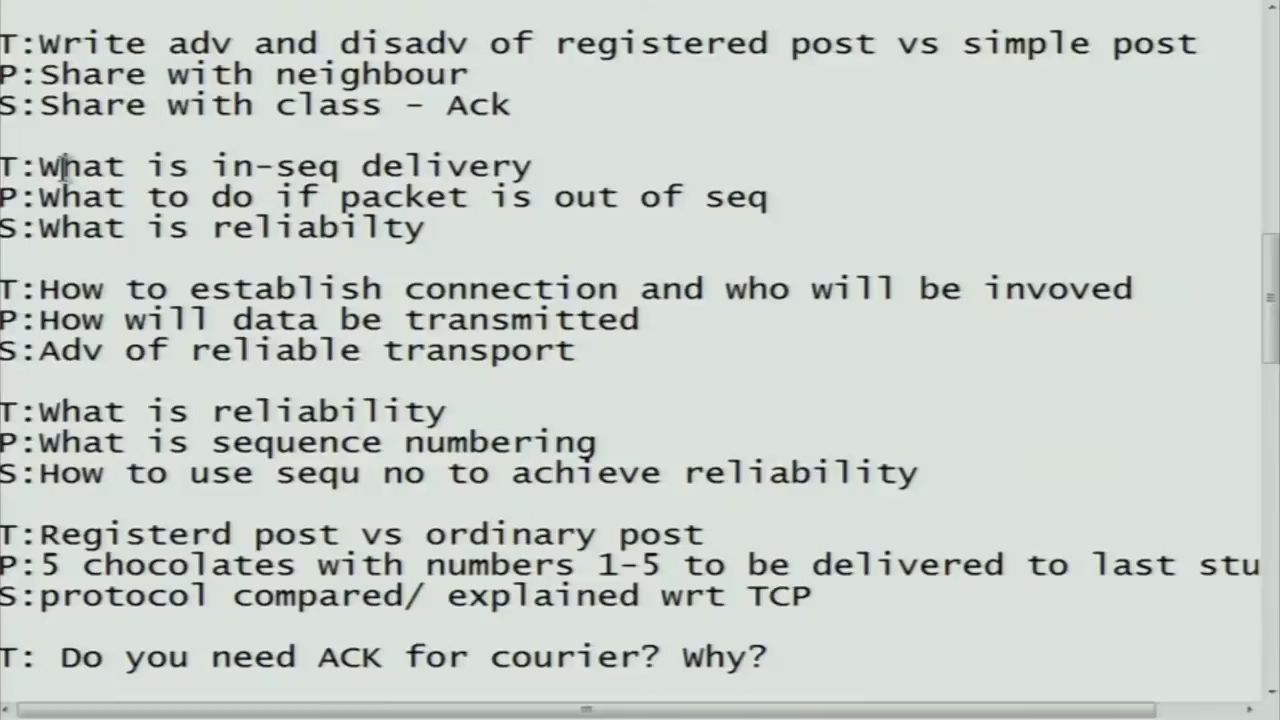 T:Write adv and disadv of registered post vs simple post
P:Share with neighbour
S:Share with class - Ack
T:What is in-seq delivery
P:What to do if packet is out of seq
S:What is reliabilty
T:How to establish connection and who will be invoved
P:How will data be transmitted
S:Adv of reliable transport
T:What is reliability
P:What is sequence numbering
S:How to use sequ no to achieve reliability
T:Registerd post vs ordinary post
P:5 chocolates with numbers 1-5 to be delivered to last stu
S:protocol compared/ explained wrt TCP
T: Do you need ACK for courier? Why?